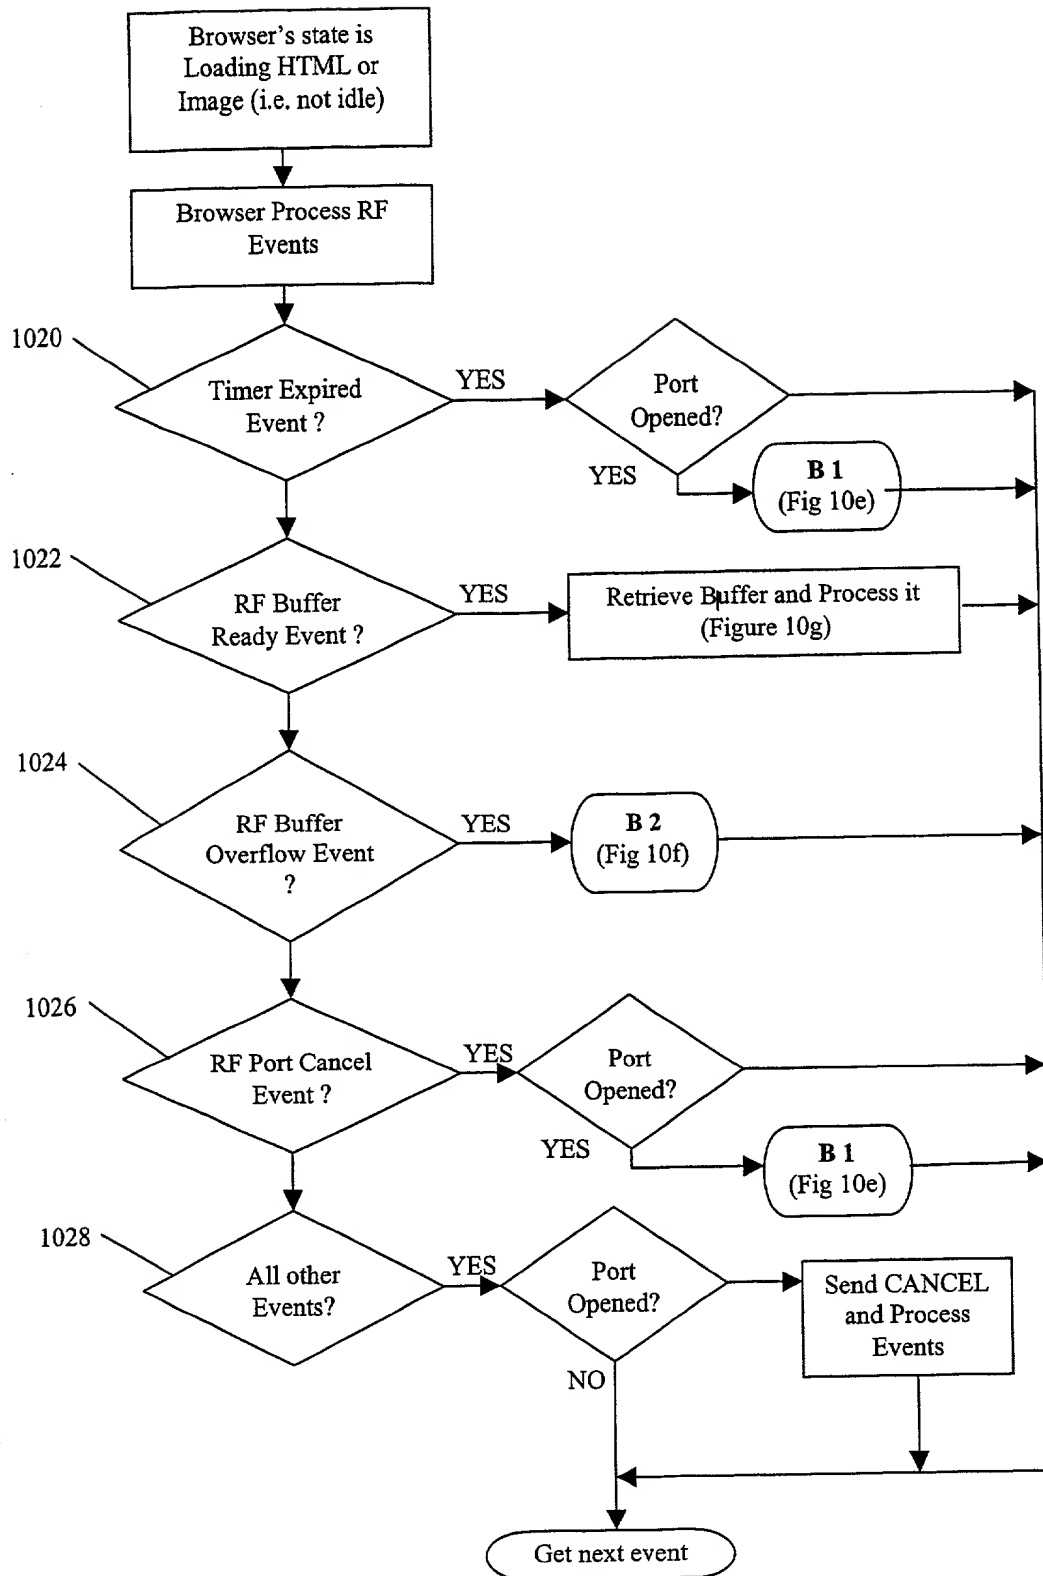 Browser's state is
Loading HTML or
Image (i.e. not idle)
Browser Process RF
Events
1020
Timer Expired
Event ?
YES
Port
Opened?
YES
B 1
(Fig 10e)
1022
RF Buffer
Ready Event ?
YES
Retrieve Buffer and Process it
(Figure 10g)
1024
RF Buffer
Overflow Event
?
YES
B 2
(Fig 10f)
1026
RF Port Cancel
Event ?
YES
Port
Opened?
YES
B 1
(Fig 10e)
1028
All other
Events?
YES
Port
Opened?
Send CANCEL
and Process
Events
NO
Get next event